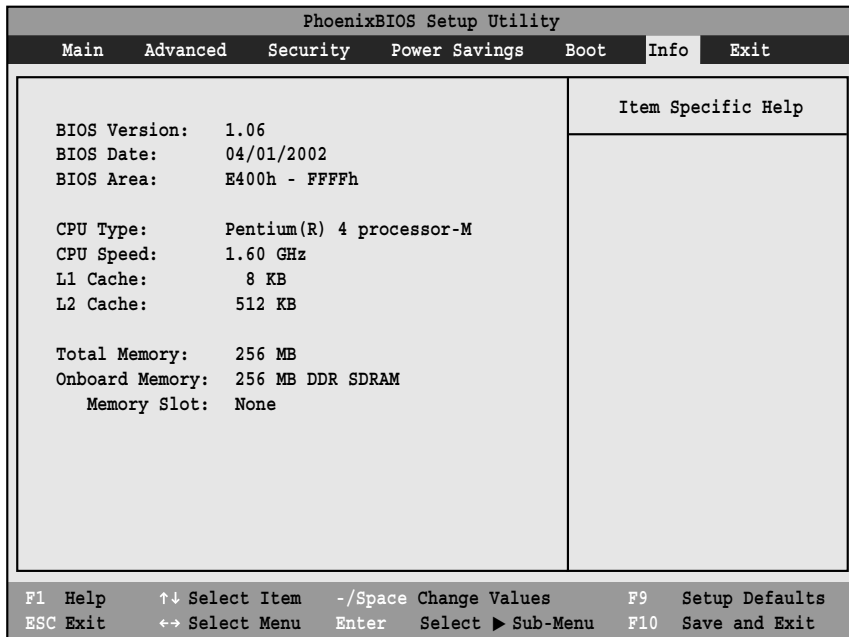 PhoenixBIOS Setup Utility
Main Advanced Security Power Savings Boot Info Exit
Item Specific Help
BIOS Version: 1.06
BIOS Date: 04/01/2002
BIOS Area: E400h - FFFFh
CPU Type: Pentium(R) 4 processor-M
CPU Speed: 1.60 GHz
L1 Cache: 8 KB
L2 Cache: 512 KB
Total Memory: 256 MB
Onboard Memory: 256 MB DDR SDRAM
Memory Slot: None
F1 Help ↑↓ Select Item -/Space Change Values F9 Setup Defaults
ESC Exit ←→ Select Menu Enter Select ▶ Sub-Menu F10 Save and Exit